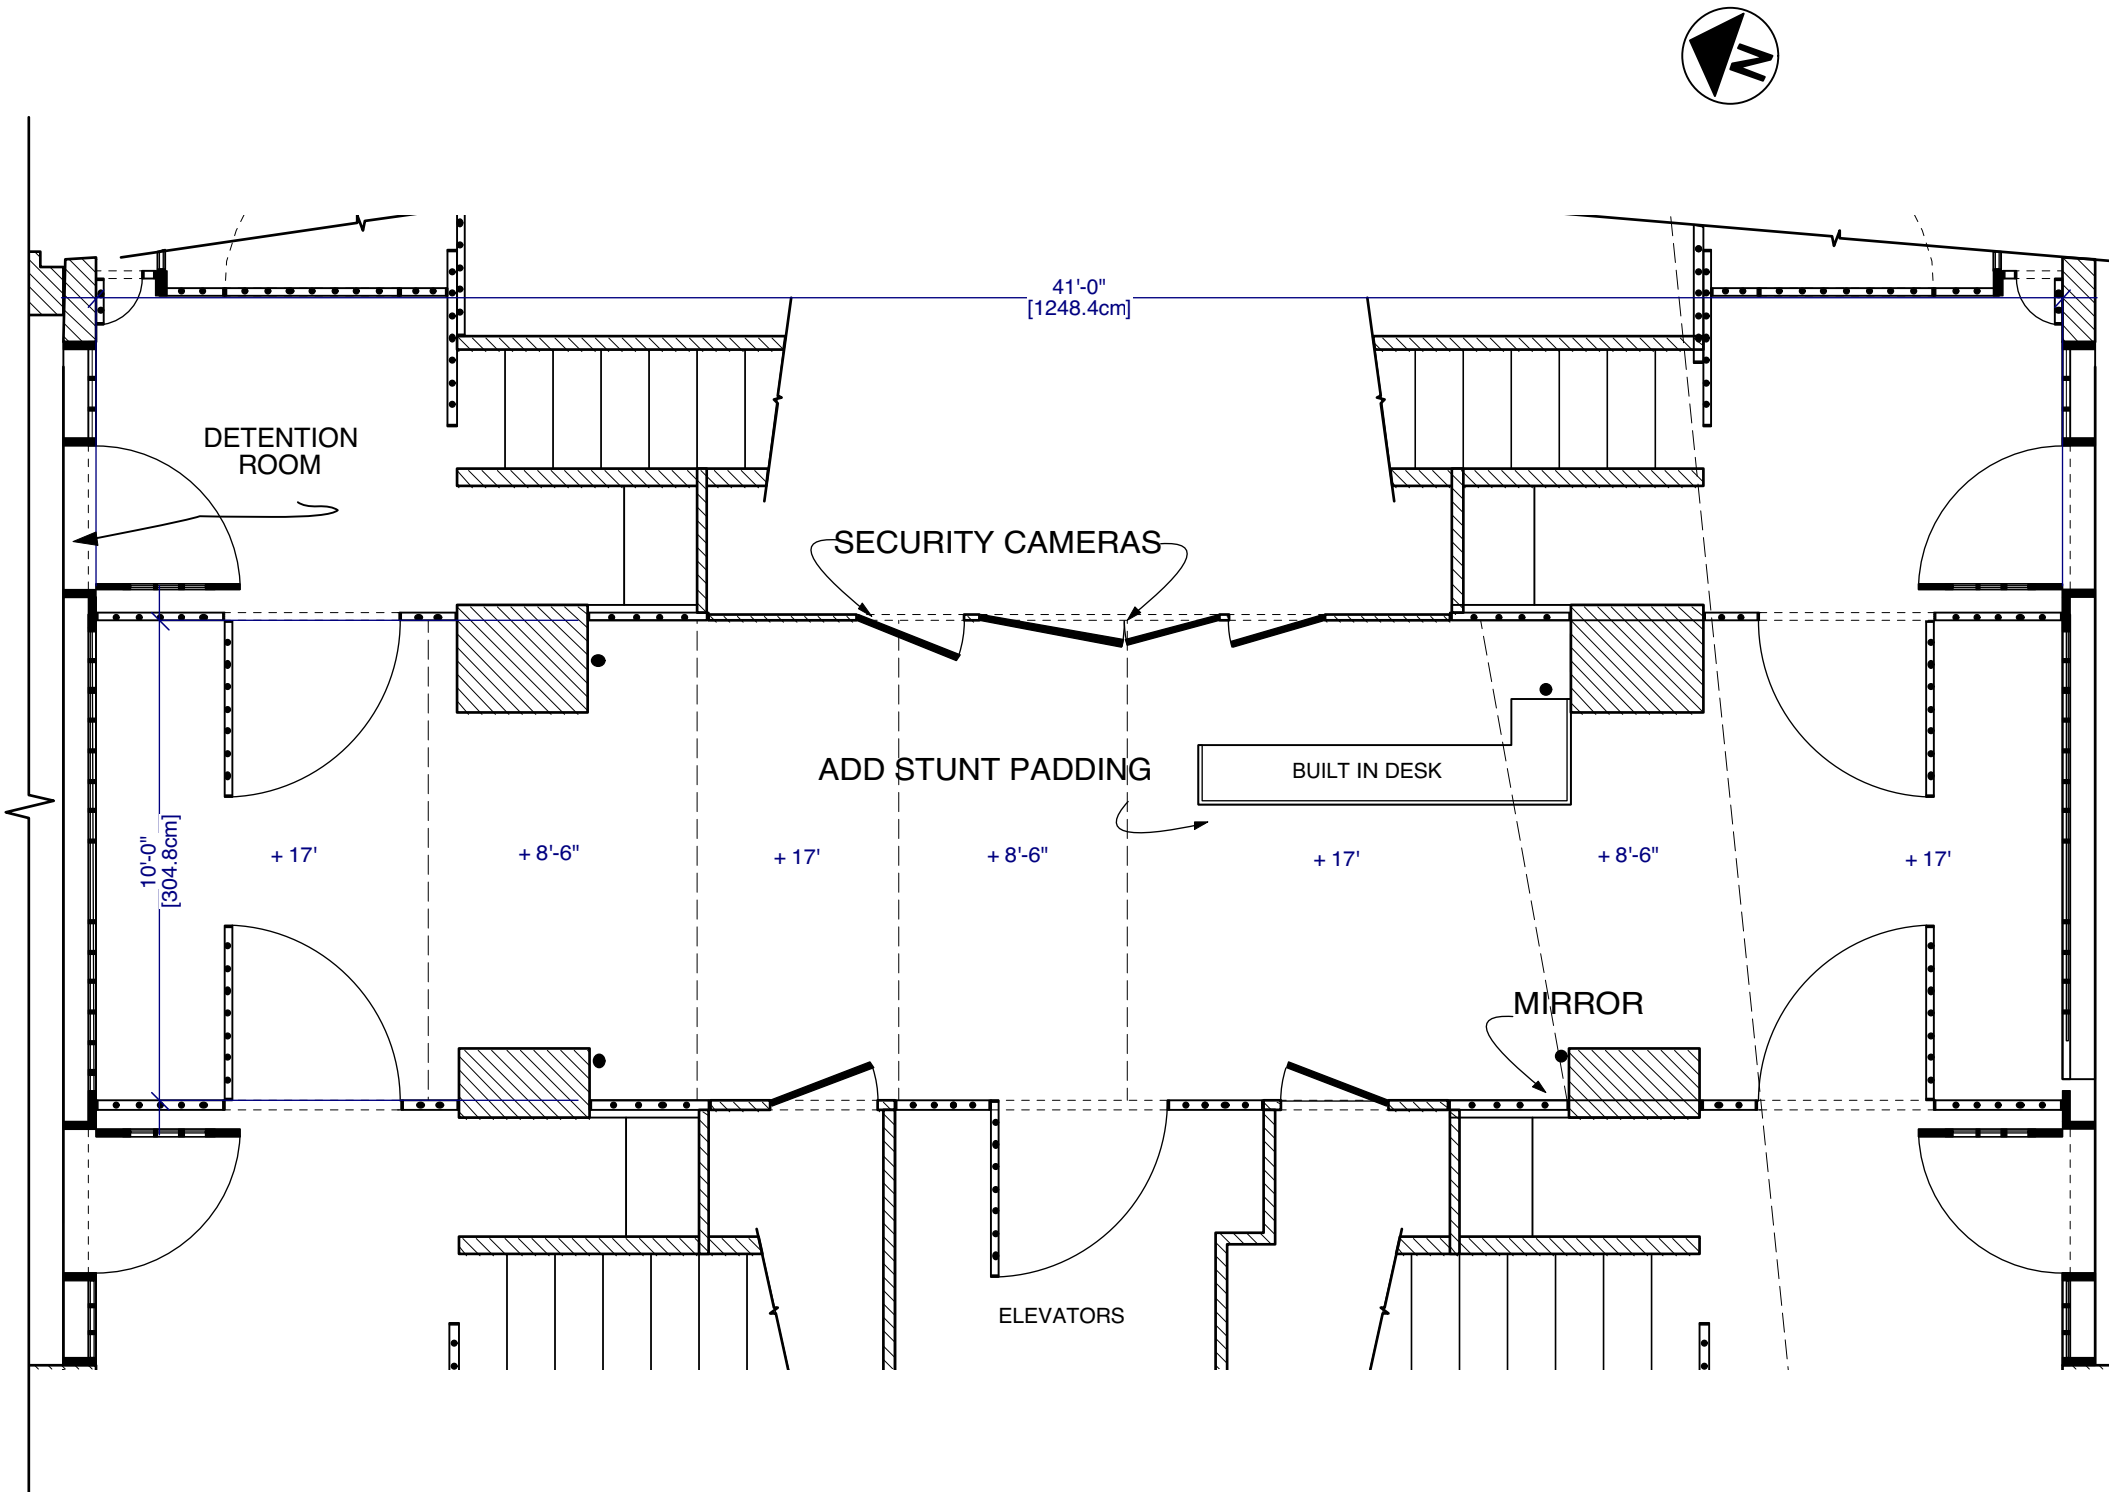 N
41'-0"
[1248.4cm]
DETENTION
ROOM
SECURITY CAMERAS
ADD STUNT PADDING
BUILT IN DESK
10'-0"
[304.8cm]
+ 17'
+ 8'-6"
+ 17'
+ 8'-6"
+ 17'
+ 8'-6"
+ 17'
MIRROR
ELEVATORS